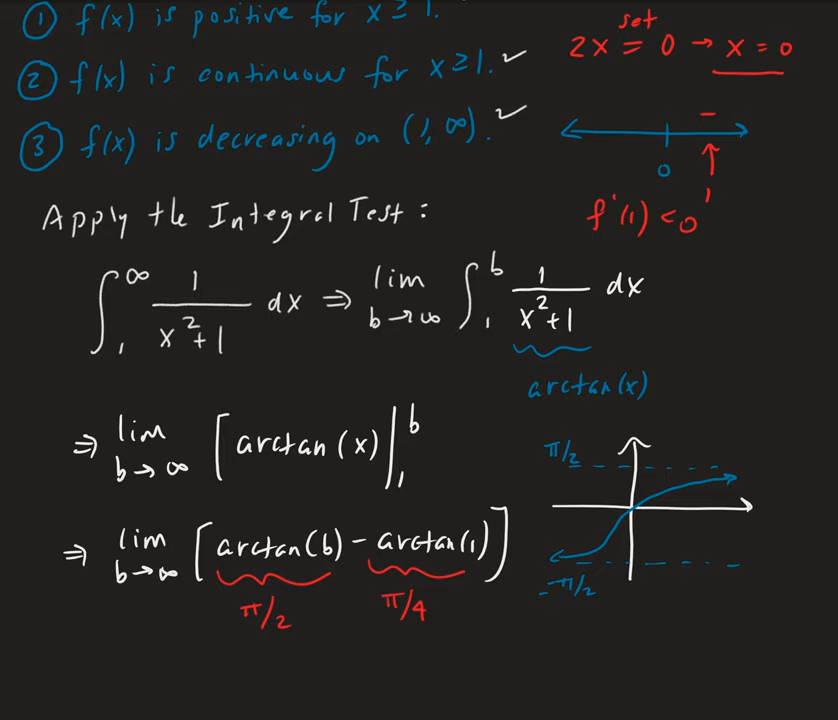 ① f(x) is positive for x ≥ 1.
set
2x = 0 → x = 0
② f(x) is continuous for x ≥ 1. ✓
③ f(x) is decreasing on (1, ∞). ✓
−
0
f'(1) < 0
Apply the Integral Test:
∫₁^∞ 1/(x²+1) dx ⇒ lim b→∞ ∫₁^b 1/(x²+1) dx
arctan(x)
⇒ lim b→∞ [arctan(x)|₁^b
π/2
⇒ lim b→∞ [arctan(b) − arctan(1)]
-π/2
π/2 π/4